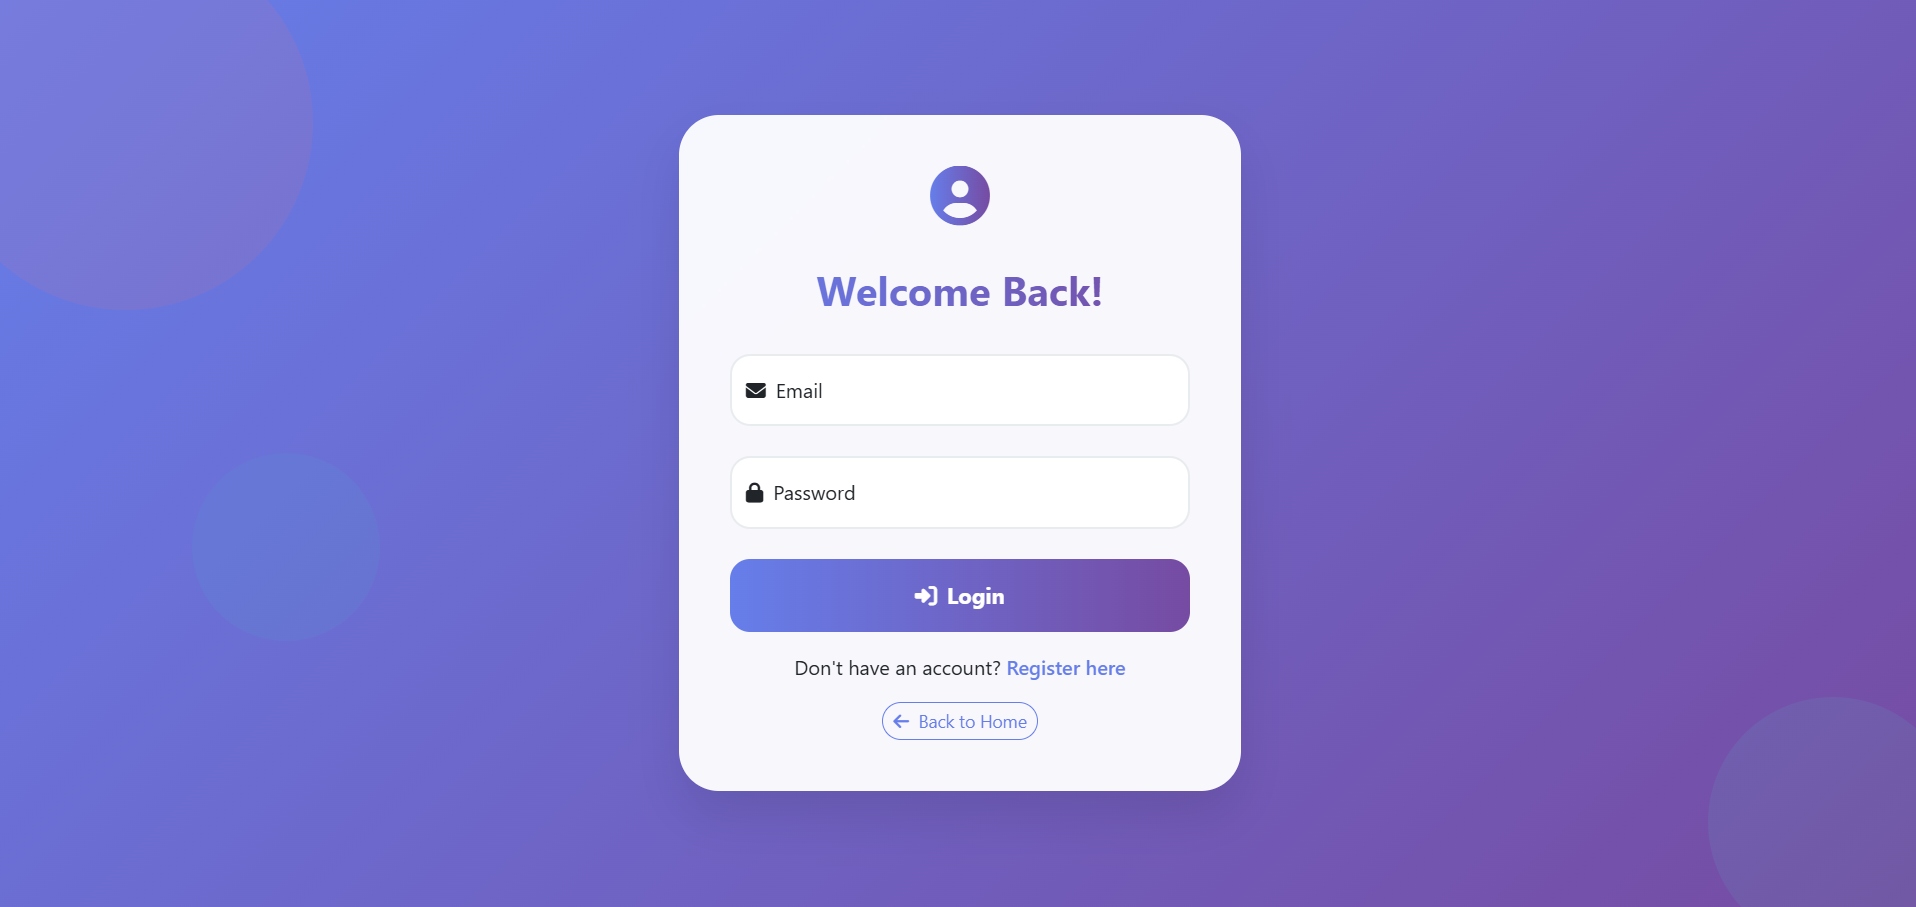 Welcome Back!
Email
Password
Login
Don't have an account? Register here
Back to Home